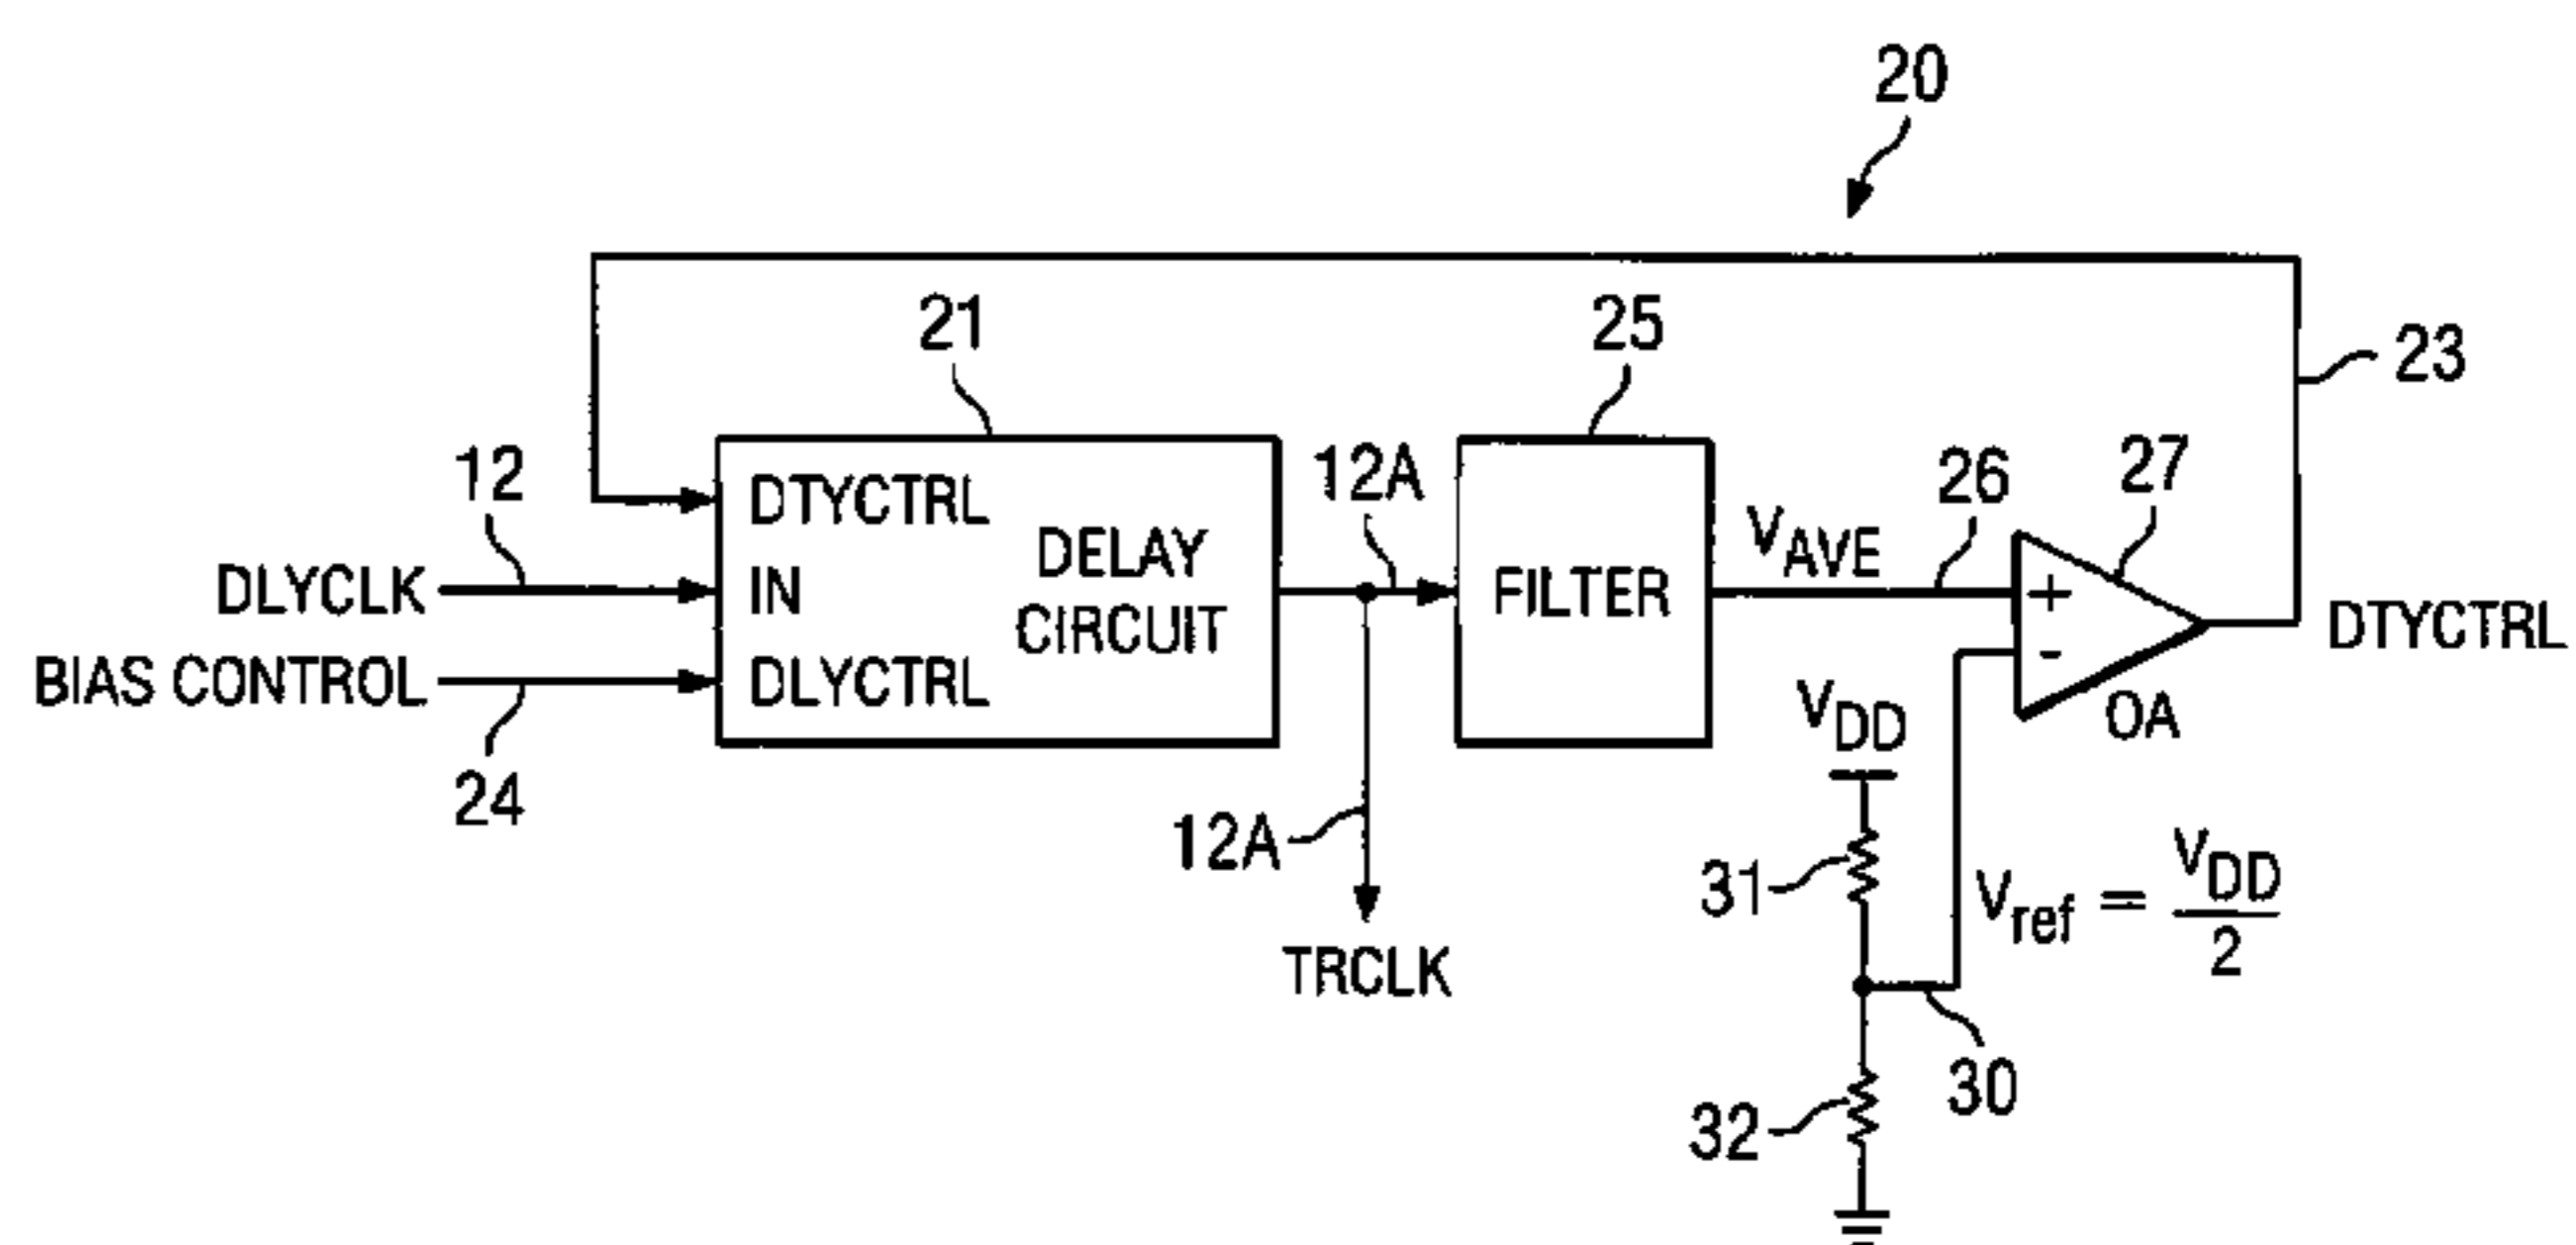 20
21
25
23
12
DTYCTRL
12A
26
27
DELAY
V_AVE
DLYCLK
IN
CIRCUIT
FILTER
+
DTYCTRL
BIAS CONTROL
DLYCTRL
-
V_DD
OA
24
12A
31
V_ref = V_DD/2
TRCLK
30
32